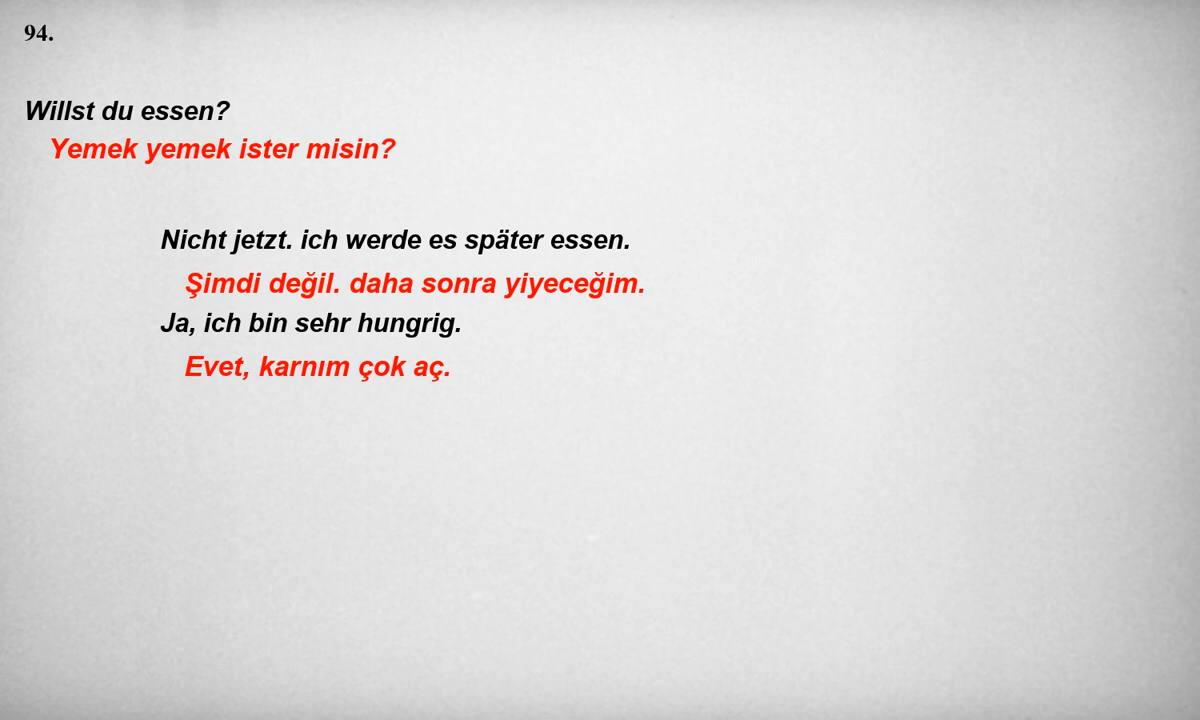 94.
Willst du essen?
Yemek yemek ister misin?
Nicht jetzt. ich werde es später essen.
Şimdi değil. daha sonra yiyeceğim.
Ja, ich bin sehr hungrig.
Evet, karnım çok aç.